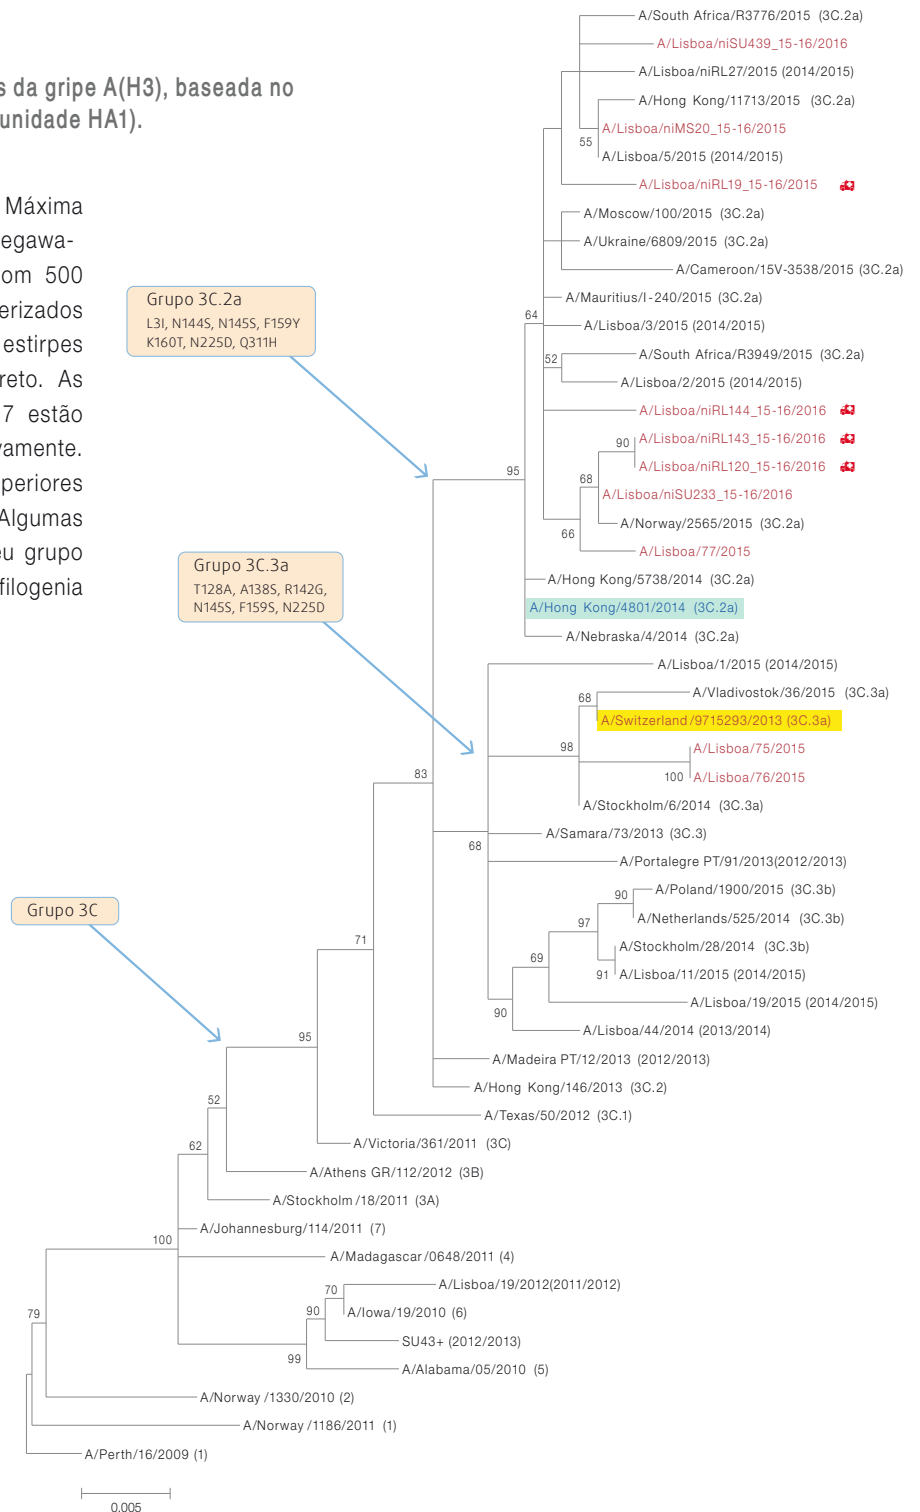 s da gripe A(H3), baseada no
unidade HA1).
Máxima
egawa-
om 500
erizados
estirpes
reto. As
7 estão
vamente.
periores
Algumas
eu grupo
filogenia
A/South Africa/R3776/2015 (3C.2a)
A/Lisboa/niSU439_15-16/2016
A/Lisboa/niRL27/2015 (2014/2015)
A/Hong Kong/11713/2015 (3C.2a)
A/Lisboa/niMS20_15-16/2015
55
A/Lisboa/5/2015 (2014/2015)
A/Lisboa/niRL19_15-16/2015
A/Moscow/100/2015 (3C.2a)
A/Ukraine/6809/2015 (3C.2a)
A/Cameroon/15V-3538/2015 (3C.2a)
Grupo 3C.2a
L3I, N144S, N145S, F159Y
K160T, N225D, Q311H
A/Mauritius/I-240/2015 (3C.2a)
64
A/Lisboa/3/2015 (2014/2015)
A/South Africa/R3949/2015 (3C.2a)
52
A/Lisboa/2/2015 (2014/2015)
A/Lisboa/niRL144_15-16/2016
90
A/Lisboa/niRL143_15-16/2016
A/Lisboa/niRL120_15-16/2016
95
68
A/Lisboa/niSU233_15-16/2016
A/Norway/2565/2015 (3C.2a)
66
A/Lisboa/77/2015
Grupo 3C.3a
T128A, A138S, R142G,
N145S, F159S, N225D
A/Hong Kong/5738/2014 (3C.2a)
A/Hong Kong/4801/2014 (3C.2a)
A/Nebraska/4/2014 (3C.2a)
A/Lisboa/1/2015 (2014/2015)
A/Vladivostok/36/2015 (3C.3a)
68
A/Switzerland/9715293/2013 (3C.3a)
98
A/Lisboa/75/2015
100
A/Lisboa/76/2015
83
A/Stockholm/6/2014 (3C.3a)
A/Samara/73/2013 (3C.3)
68
A/Portalegre PT/91/2013(2012/2013)
A/Poland/1900/2015 (3C.3b)
90
A/Netherlands/525/2014 (3C.3b)
Grupo 3C
97
A/Stockholm/28/2014 (3C.3b)
71
69
91
A/Lisboa/11/2015 (2014/2015)
A/Lisboa/19/2015 (2014/2015)
90
A/Lisboa/44/2014 (2013/2014)
95
A/Madeira PT/12/2013 (2012/2013)
A/Hong Kong/146/2013 (3C.2)
52
A/Texas/50/2012 (3C.1)
A/Victoria/361/2011 (3C)
62
A/Athens GR/112/2012 (3B)
A/Stockholm /18/2011 (3A)
A/Johannesburg/114/2011 (7)
100
A/Madagascar/0648/2011 (4)
A/Lisboa/19/2012(2011/2012)
70
A/Iowa/19/2010 (6)
79
90
SU43+ (2012/2013)
99
A/Alabama/05/2010 (5)
A/Norway /1330/2010 (2)
A/Norway /1186/2011 (1)
A/Perth/16/2009 (1)
0.005